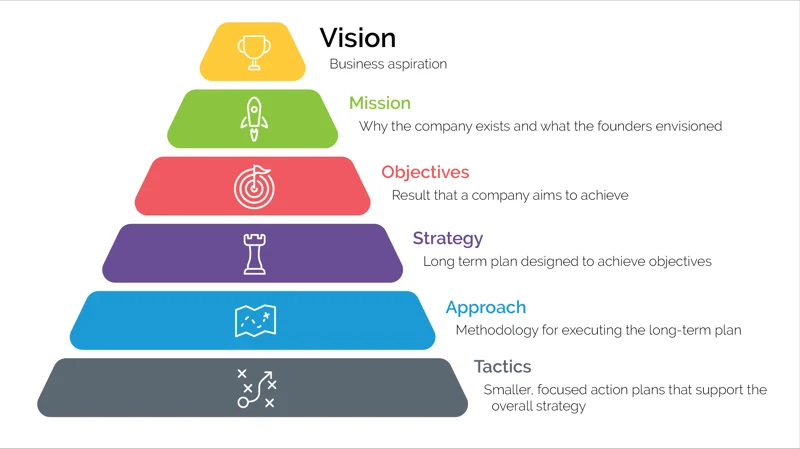 Vision
Business aspiration
Mission
Why the company exists and what the founders envisioned
Objectives
Result that a company aims to achieve
Strategy
Long term plan designed to achieve objectives
Approach
Methodology for executing the long-term plan
Tactics
Smaller, focused action plans that support the
overall strategy